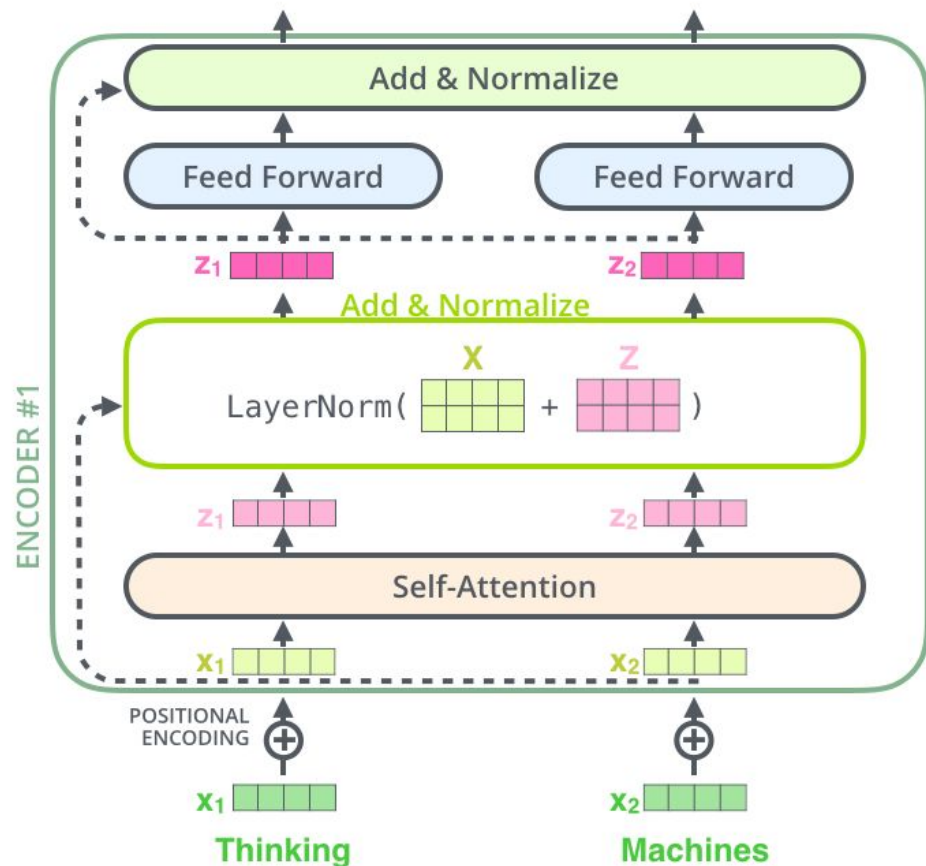 Add & Normalize
Feed Forward
Feed Forward
z₁
z₂
Add & Normalize
X
Z
LayerNorm( + )
ENCODER #1
z₁
z₂
Self-Attention
x₁
x₂
POSITIONAL
ENCODING
+
+
x₁
x₂
Thinking
Machines